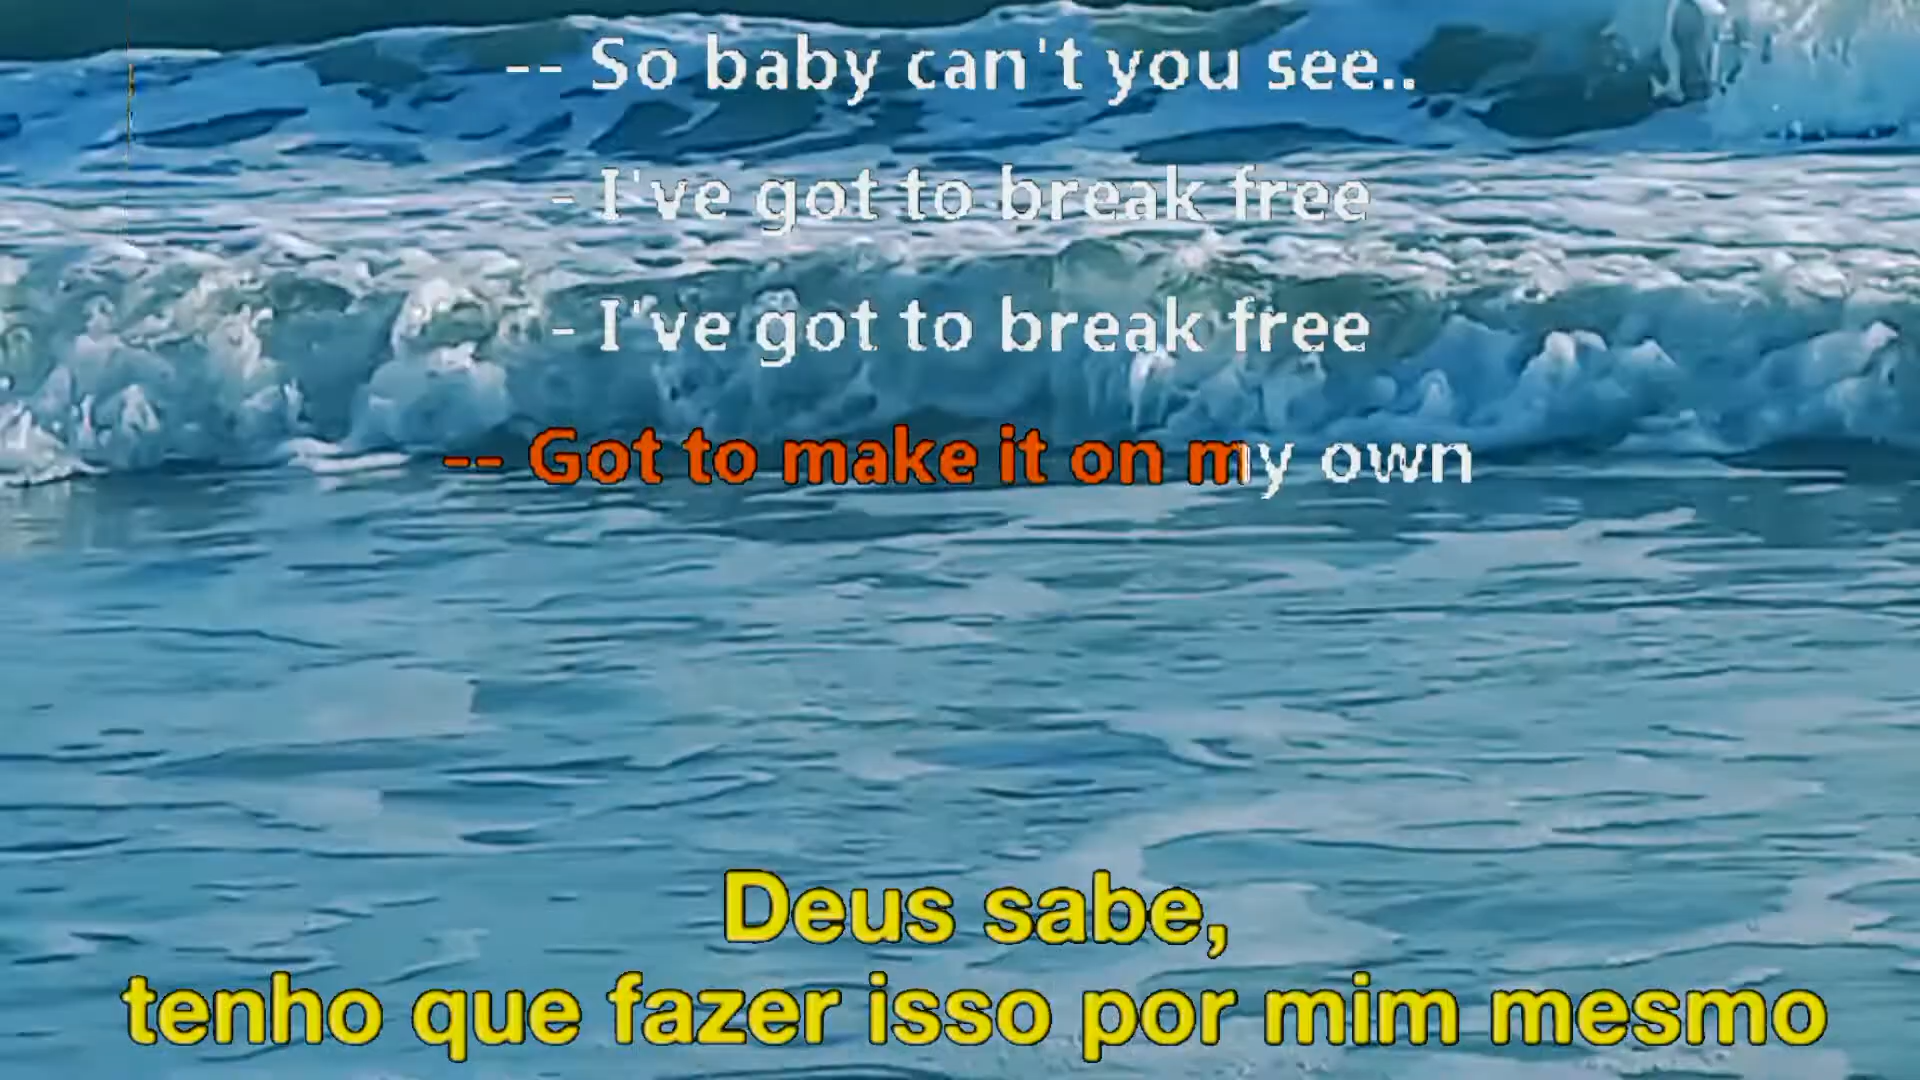 -- So baby can't you see..
- I've got to break free
- I've got to break free
-- Got to make it on my own
Deus sabe,
tenho que fazer isso por mim mesmo